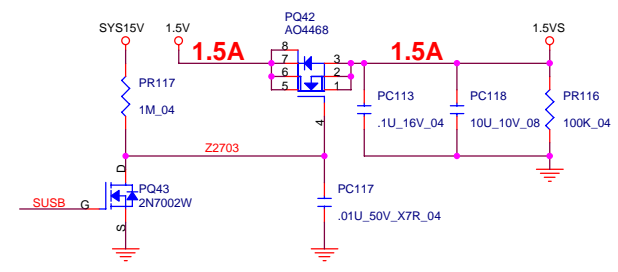 SYS15V
1.5V
PQ42
AO4468
1.5VS
1.5A
8
7
6
5
3
2
1
4
1.5A
PR117
1M_04
PC113
.1U_16V_04
PC118
10U_10V_08
PR116
100K_04
Z2703
D
PQ43
2N7002W
SUSB
G
S
PC117
.01U_50V_X7R_04